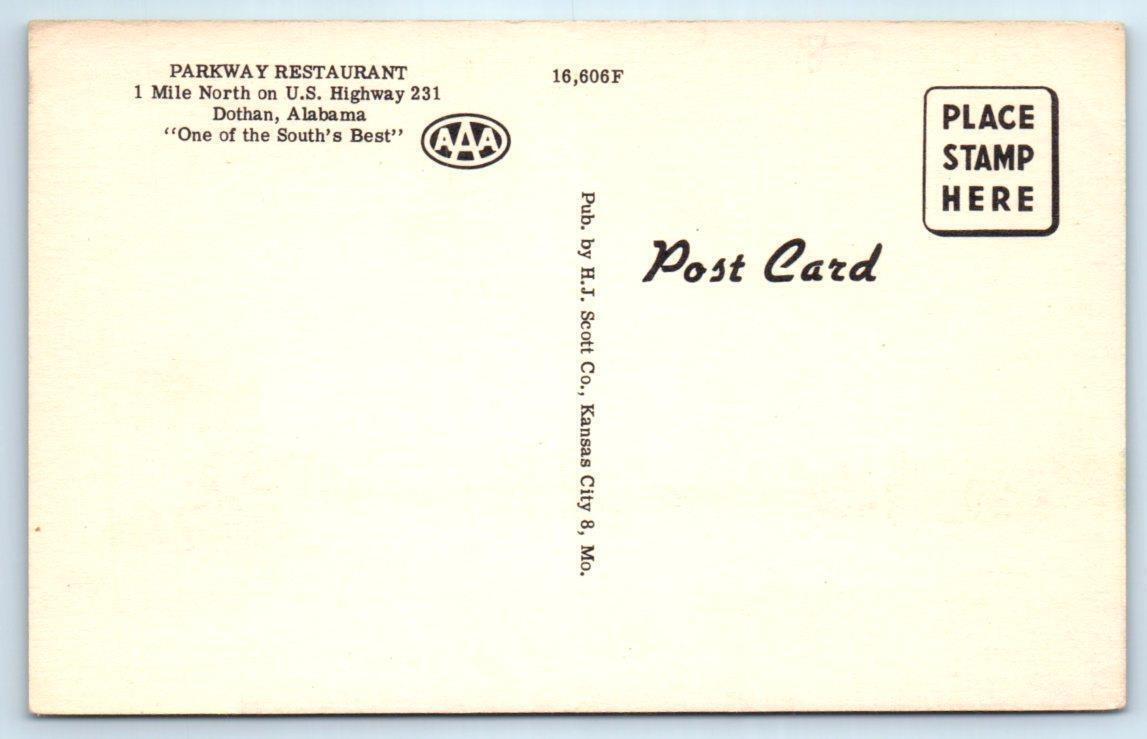 PARKWAY RESTAURANT
1 Mile North on U.S. Highway 231
Dothan, Alabama
"One of the South's Best"
AAA
16,606F
Pub. by H.J. Scott Co., Kansas City 8, Mo.
PLACE
STAMP
HERE
Post Card